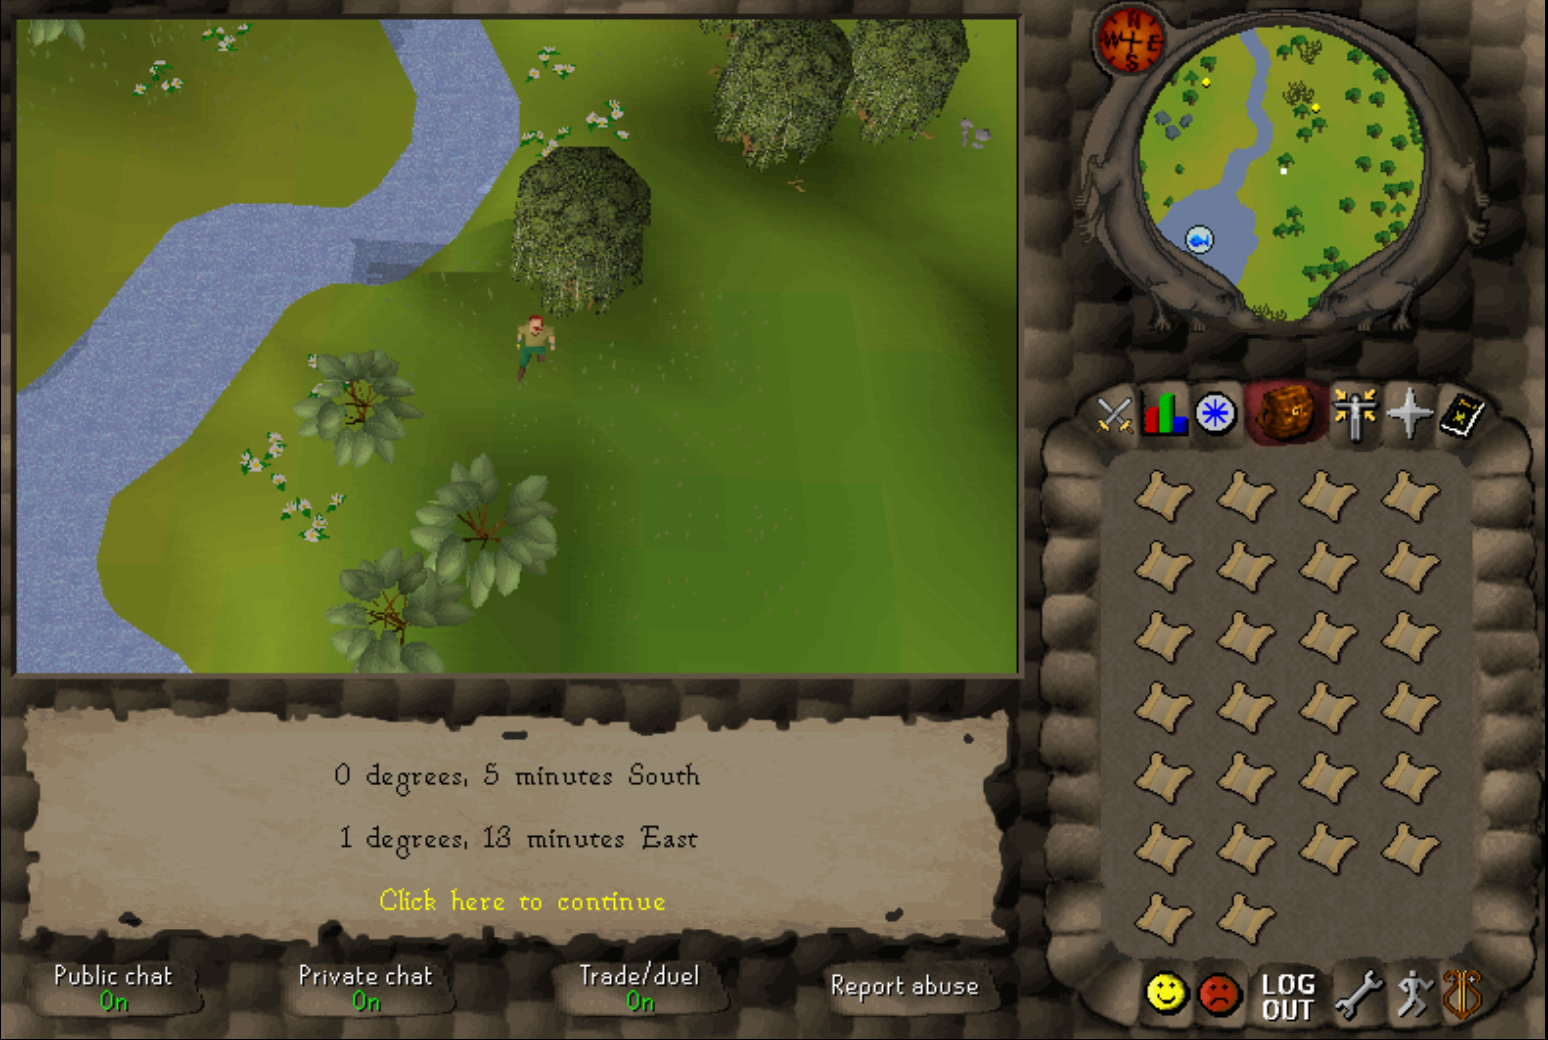 N
W E
S
0 degrees, 5 minutes South
1 degrees, 13 minutes East
Click here to continue
Public chat
On
Private chat
On
Trade/duel
On
Report abuse
LOG
OUT